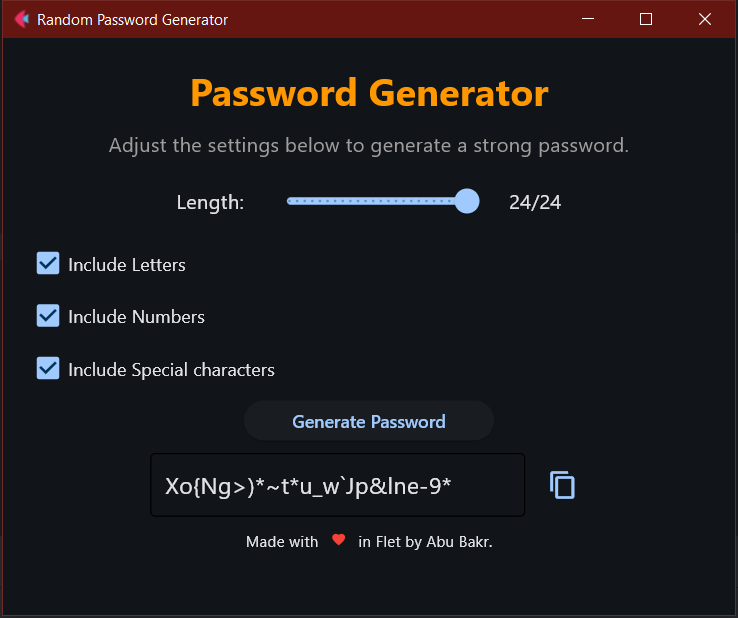 Random Password Generator
Password Generator
Adjust the settings below to generate a strong password.
Length: 24/24
Include Letters
Include Numbers
Include Special characters
Generate Password
Xo{Ng>)*~t*u_w`Jp&lne-9*
Made with ❤ in Flet by Abu Bakr.